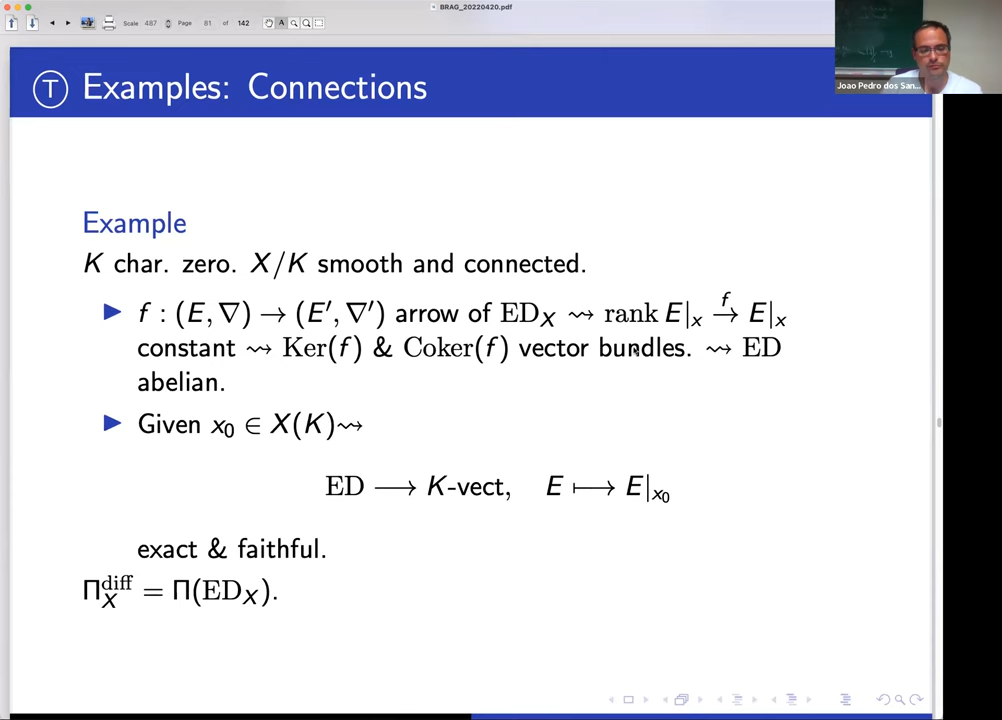 BRAG_20220420.pdf
Scale 487 Page 81 of 142
Joao Pedro dos San...
T Examples: Connections
Example
K char. zero. X/K smooth and connected.
▶ f : (E, ∇) → (E′, ∇′) arrow of ED_X ⇝ rank E|_x →^f E|_x
constant ⇝ Ker(f) & Coker(f) vector bundles. ⇝ ED
abelian.
▶ Given x₀ ∈ X(K)⇝
ED ⟶ K-vect, E ⟼ E|_{x₀}
exact & faithful.
Π_X^diff = Π(ED_X).